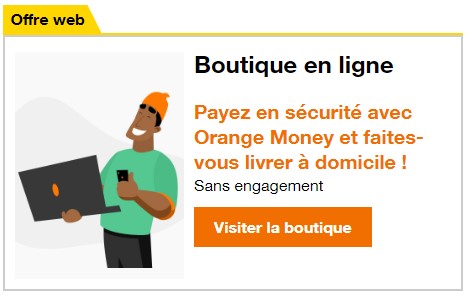 Offre web
Boutique en ligne
Payez en sécurité avec
Orange Money et faites-
vous livrer à domicile !
Sans engagement
Visiter la boutique